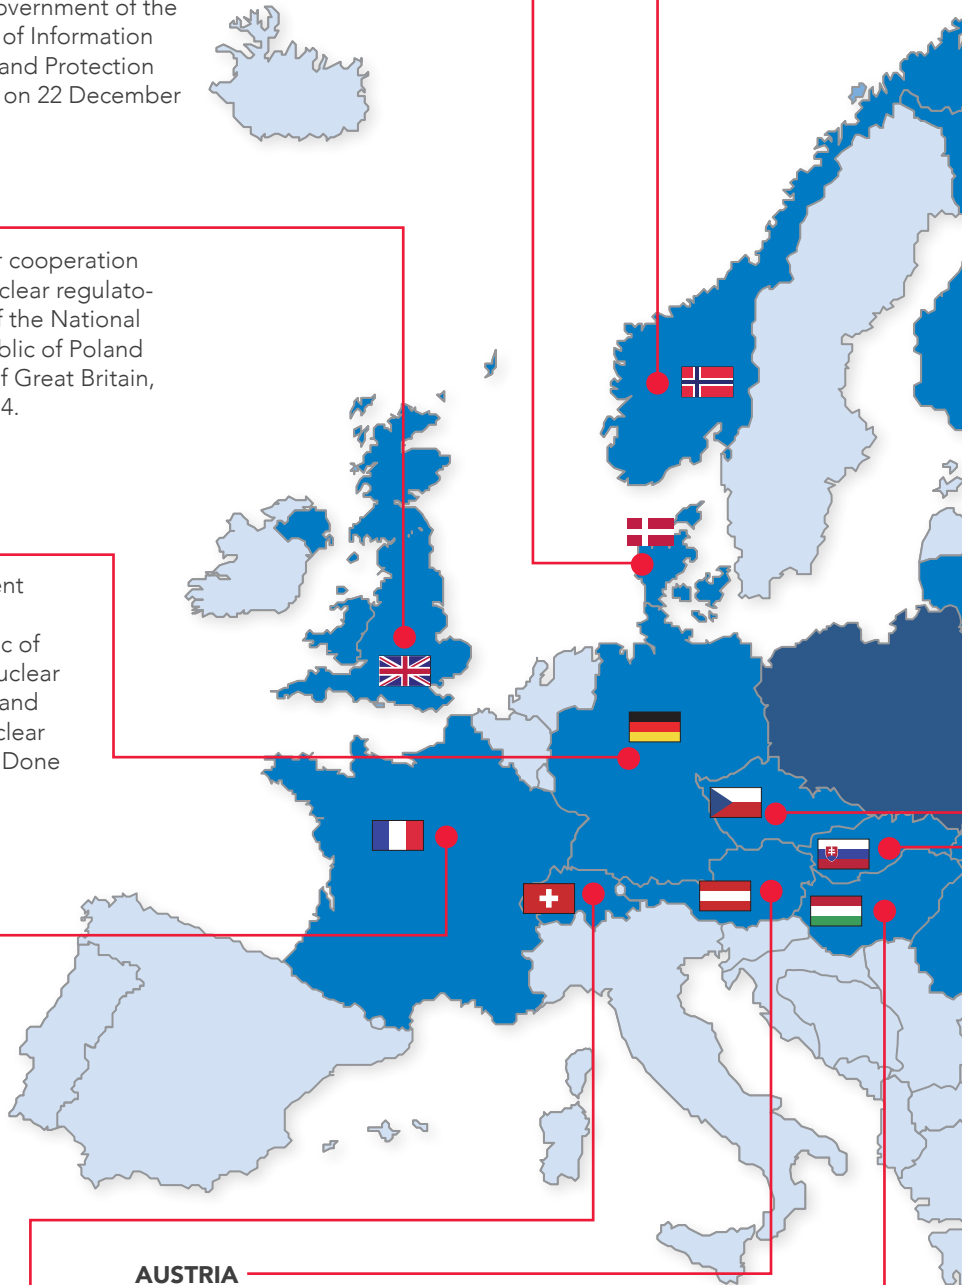 overnment of the
of Information
and Protection
on 22 December
cooperation
clear regulato-
f the National
blic of Poland
f Great Britain,
4.
ent
c of
uclear
and
clear
Done
AUSTRIA